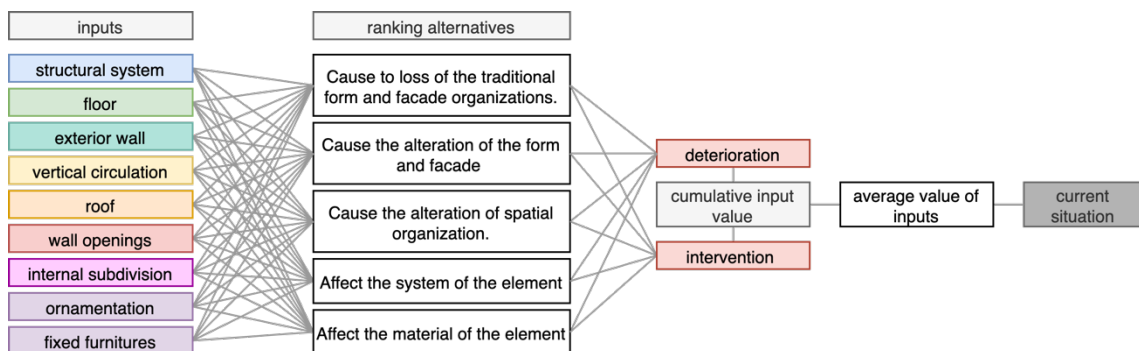 inputs
ranking alternatives
structural system
floor
exterior wall
vertical circulation
roof
wall openings
internal subdivision
ornamentation
fixed furnitures
Cause to loss of the traditional
form and facade organizations.
Cause the alteration of the form
and facade
Cause the alteration of spatial
organization.
Affect the system of the element
Affect the material of the element
deterioration
cumulative input
value
intervention
average value of
inputs
current
situation